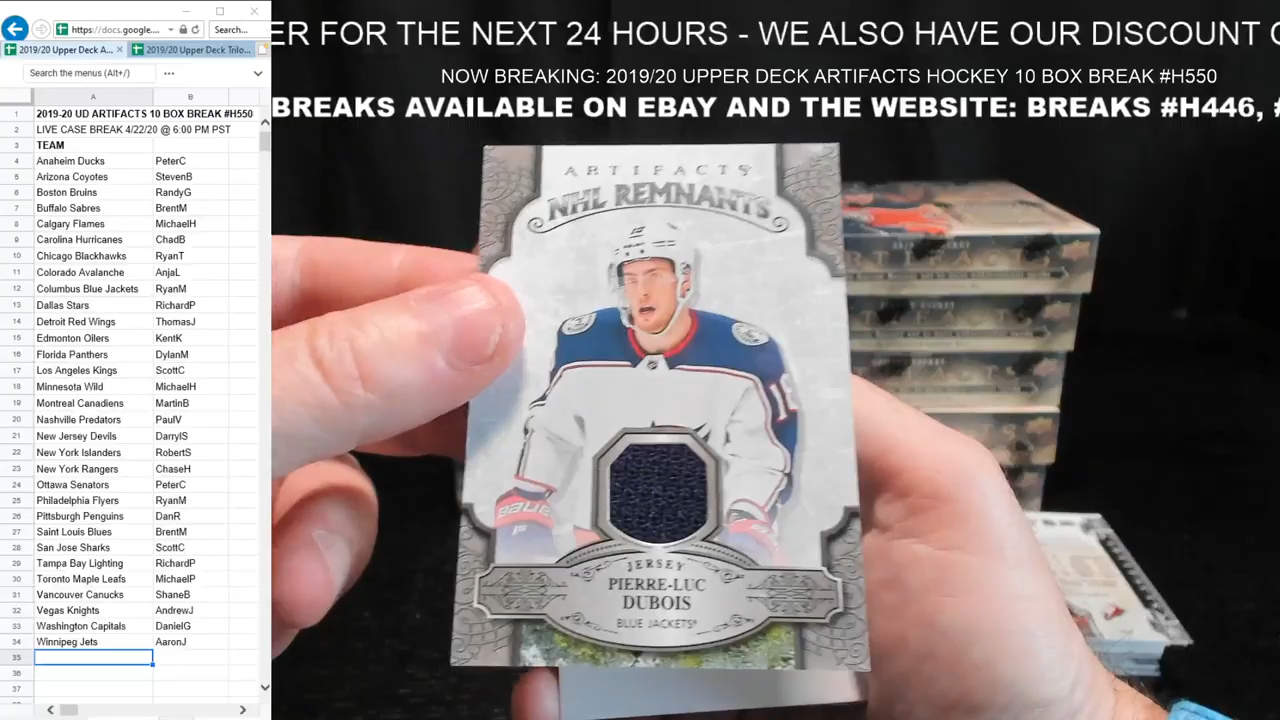 https://docs.google....
Search...
2019/20 Upper Deck A...
2019/20 Upper Deck Trilo...
Search the menus (Alt+/)
A B
1 2019-20 UD ARTIFACTS 10 BOX BREAK #H550
2 LIVE CASE BREAK 4/22/20 @ 6:00 PM PST
3 TEAM
4 Anaheim Ducks PeterC
5 Arizona Coyotes StevenB
6 Boston Bruins RandyG
7 Buffalo Sabres BrentM
8 Calgary Flames MichaelH
9 Carolina Hurricanes ChadB
10 Chicago Blackhawks RyanT
11 Colorado Avalanche AnjaL
12 Columbus Blue Jackets RyanM
13 Dallas Stars RichardP
14 Detroit Red Wings ThomasJ
15 Edmonton Oilers KentK
16 Florida Panthers DylanM
17 Los Angeles Kings ScottC
18 Minnesota Wild MichaelH
19 Montreal Canadiens MartinB
20 Nashville Predators PaulV
21 New Jersey Devils DarrylS
22 New York Islanders RobertS
23 New York Rangers ChaseH
24 Ottawa Senators PeterC
25 Philadelphia Flyers RyanM
26 Pittsburgh Penguins DanR
27 Saint Louis Blues BrentM
28 San Jose Sharks ScottC
29 Tampa Bay Lighting RichardP
30 Toronto Maple Leafs MichaelP
31 Vancouver Canucks ShaneB
32 Vegas Knights AndrewJ
33 Washington Capitals DanielG
34 Winnipeg Jets AaronJ
35
36
37
ER FOR THE NEXT 24 HOURS - WE ALSO HAVE OUR DISCOUNT
NOW BREAKING: 2019/20 UPPER DECK ARTIFACTS HOCKEY 10 BOX BREAK #H550
BREAKS AVAILABLE ON EBAY AND THE WEBSITE: BREAKS #H446, #
ARTIFACTS
NHL REMNANTS
18
BAUER
JERSEY
PIERRE-LUC
DUBOIS
BLUE JACKETS
ARTIFACTS